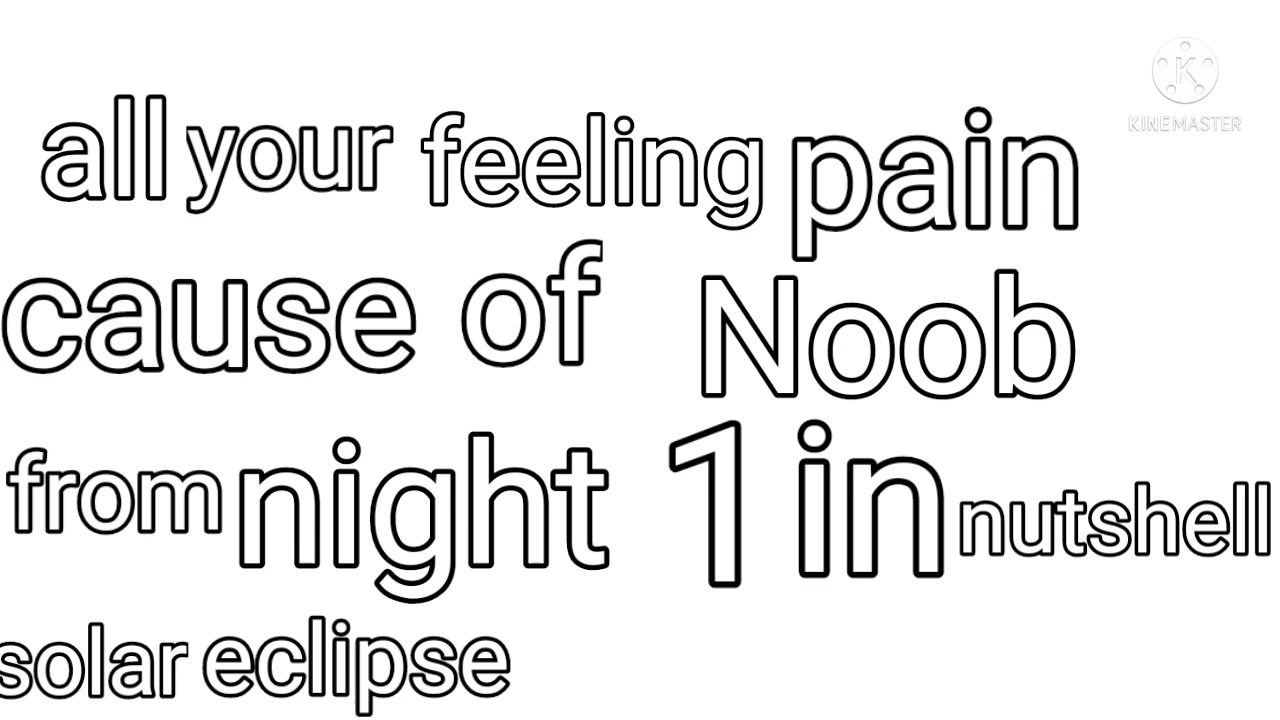 KINEMASTER
all your feeling pain
cause of Noob
from night 1 in nutshell
solar eclipse